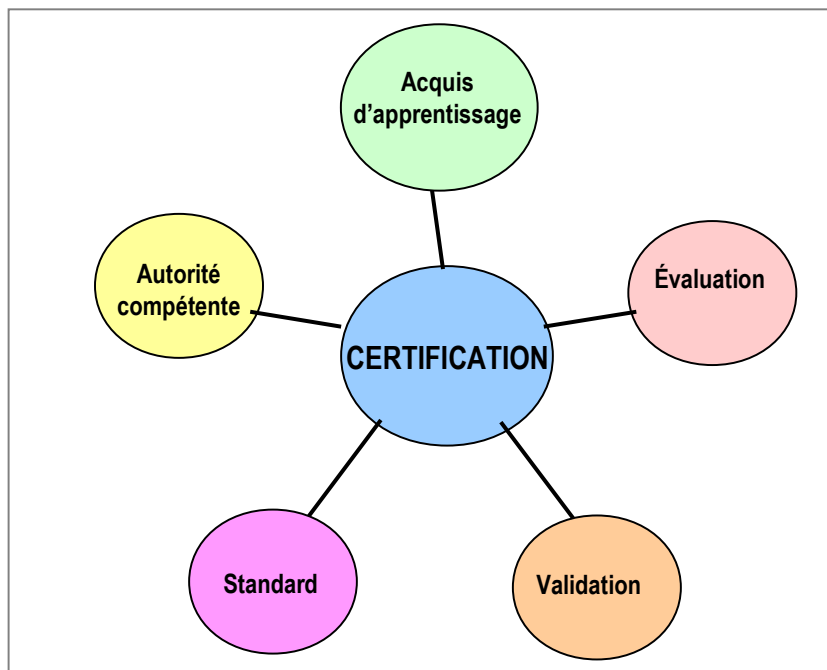 Acquis
d’apprentissage
Autorité
compétente
Évaluation
CERTIFICATION
Standard
Validation